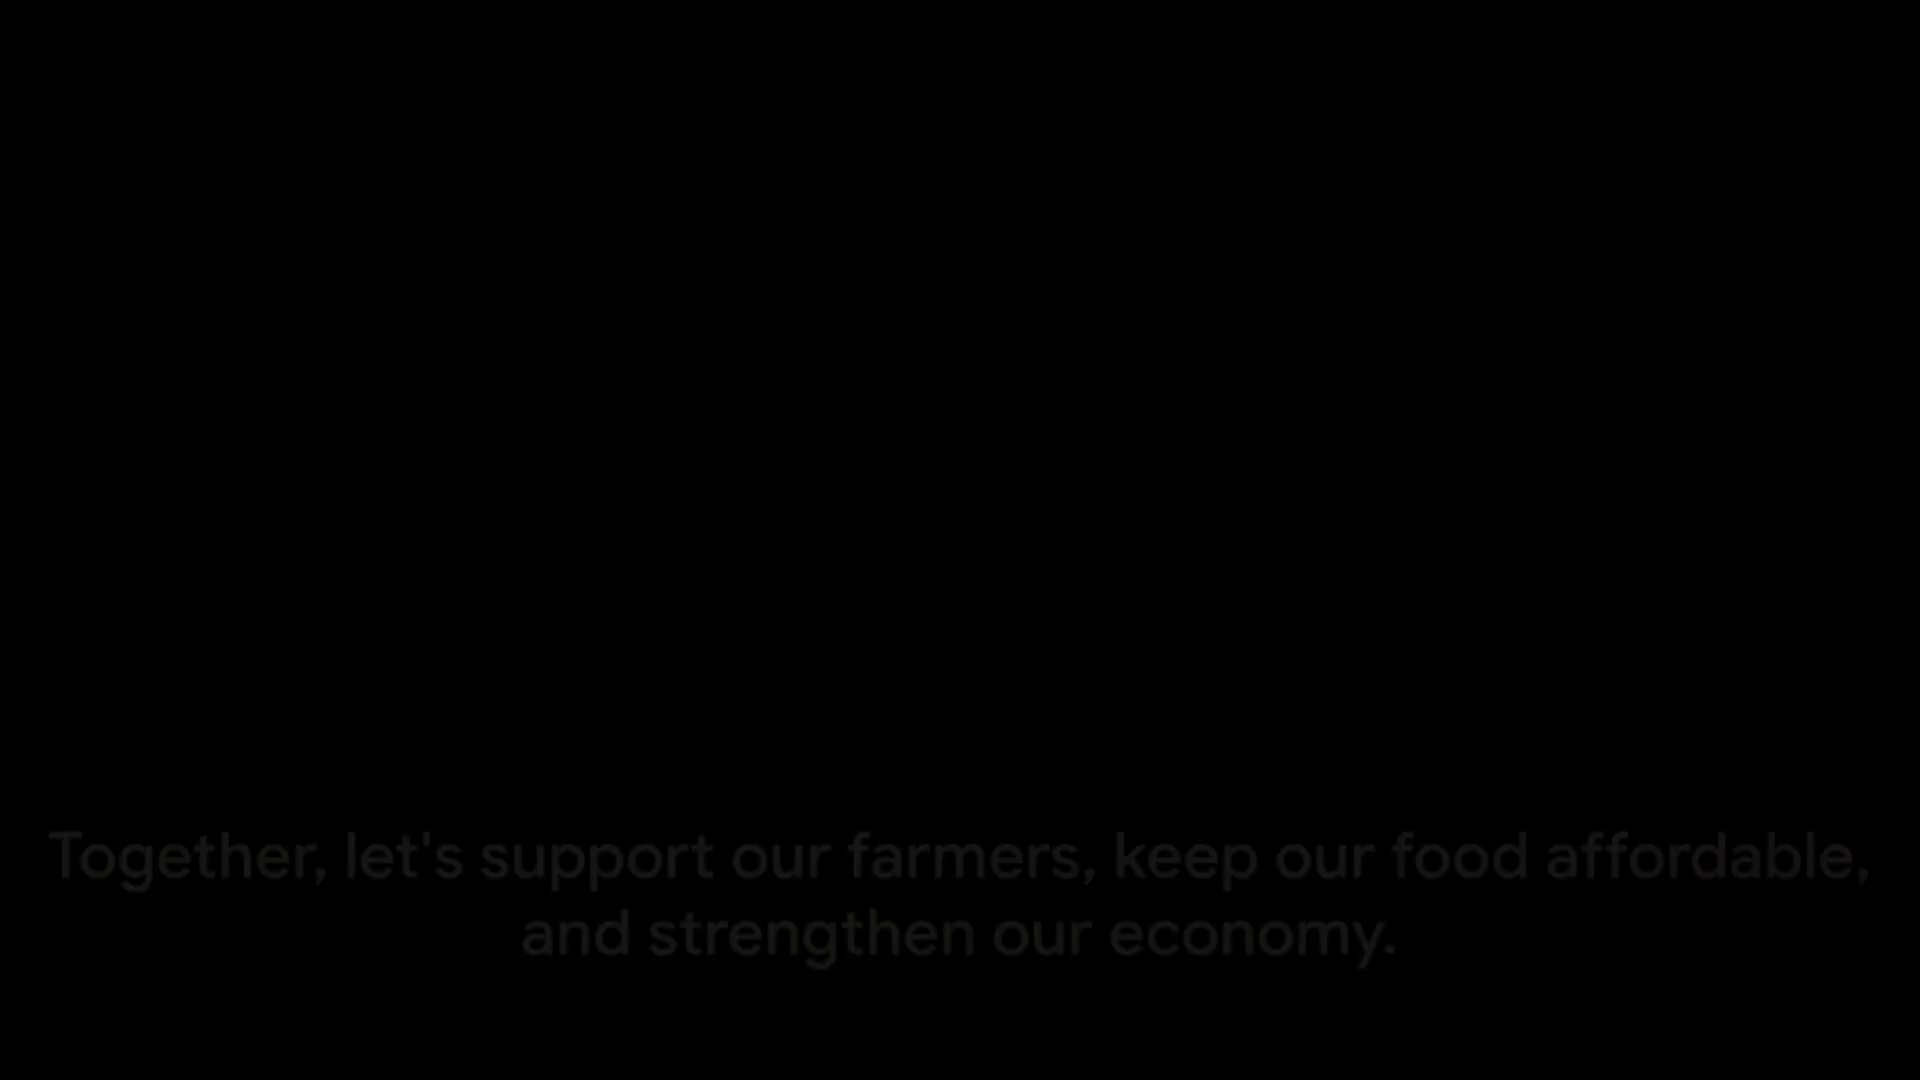 Together, let's support our farmers, keep our food affordable,
and strengthen our economy.